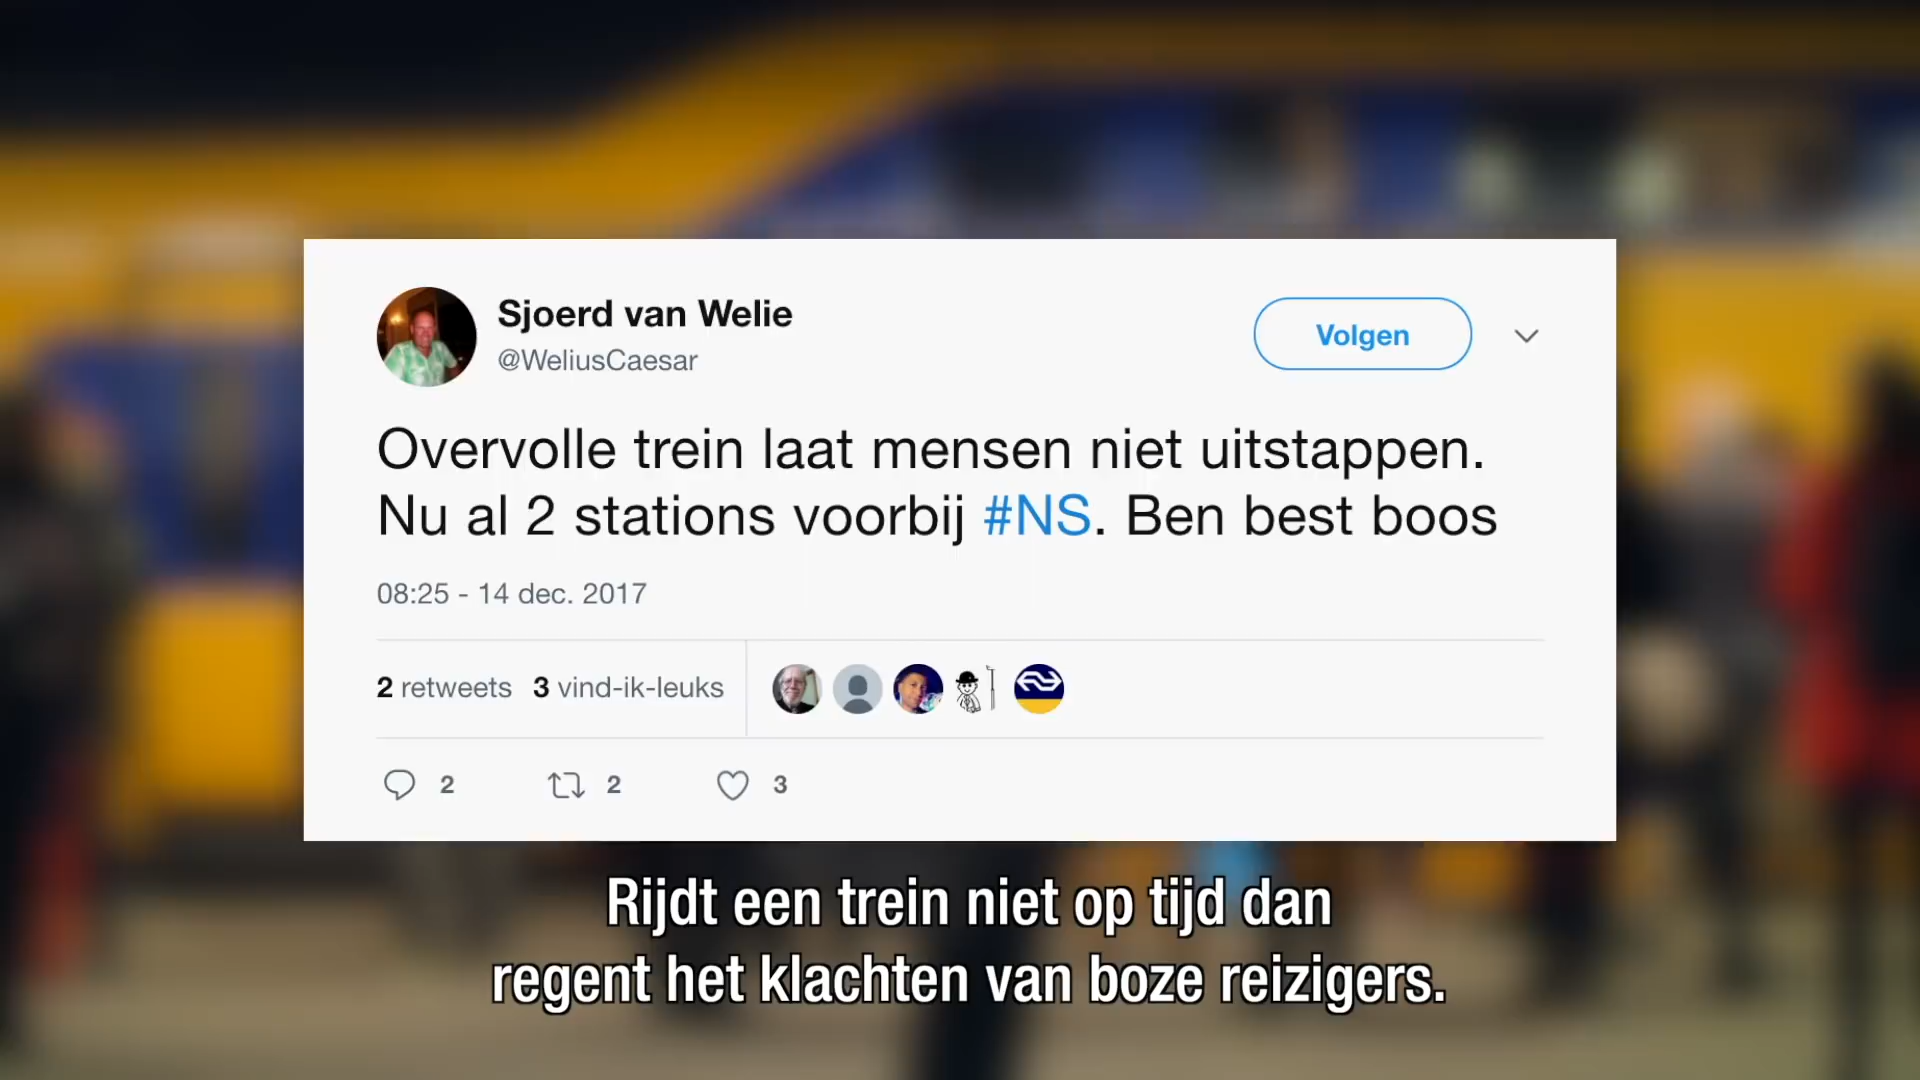 Sjoerd van Welie
@WeliusCaesar
Volgen
Overvolle trein laat mensen niet uitstappen.
Nu al 2 stations voorbij #NS. Ben best boos
08:25 - 14 dec. 2017
2 retweets 3 vind-ik-leuks
2 2 3
Rijdt een trein niet op tijd dan
regent het klachten van boze reizigers.